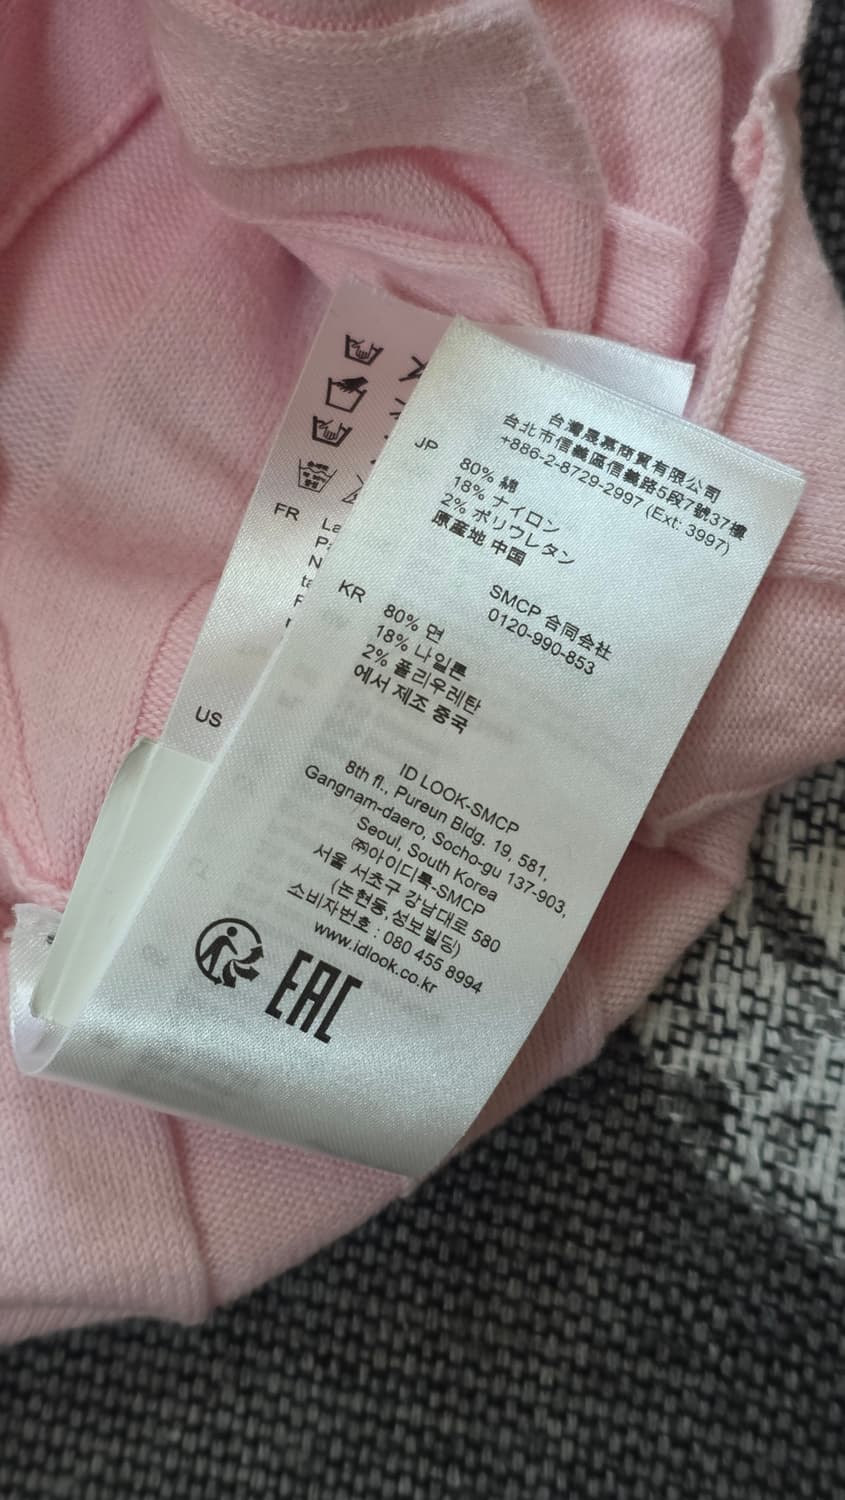 台灣晟慕商貿有限公司
台北市信義區信義路5段7號37樓
+886-2-8729-2997 (Ext: 3997)
JP
80% 綿
18% ナイロン
2% ポリウレタン
原産地 中国
SMCP 合同会社
0120-990-853
KR
80% 면
18% 나일론
2% 폴리우레탄
에서 제조 중국
ID LOOK-SMCP
8th fl., Pureun Bldg. 19, 581,
Gangnam-daero, Socho-gu 137-903,
Seoul, South Korea
㈜아이디룩-SMCP
서울 서초구 강남대로 580
(논현동,성보빌딩)
소비자번호 : 080 455 8994
www.idlook.co.kr
EAC
FR
US